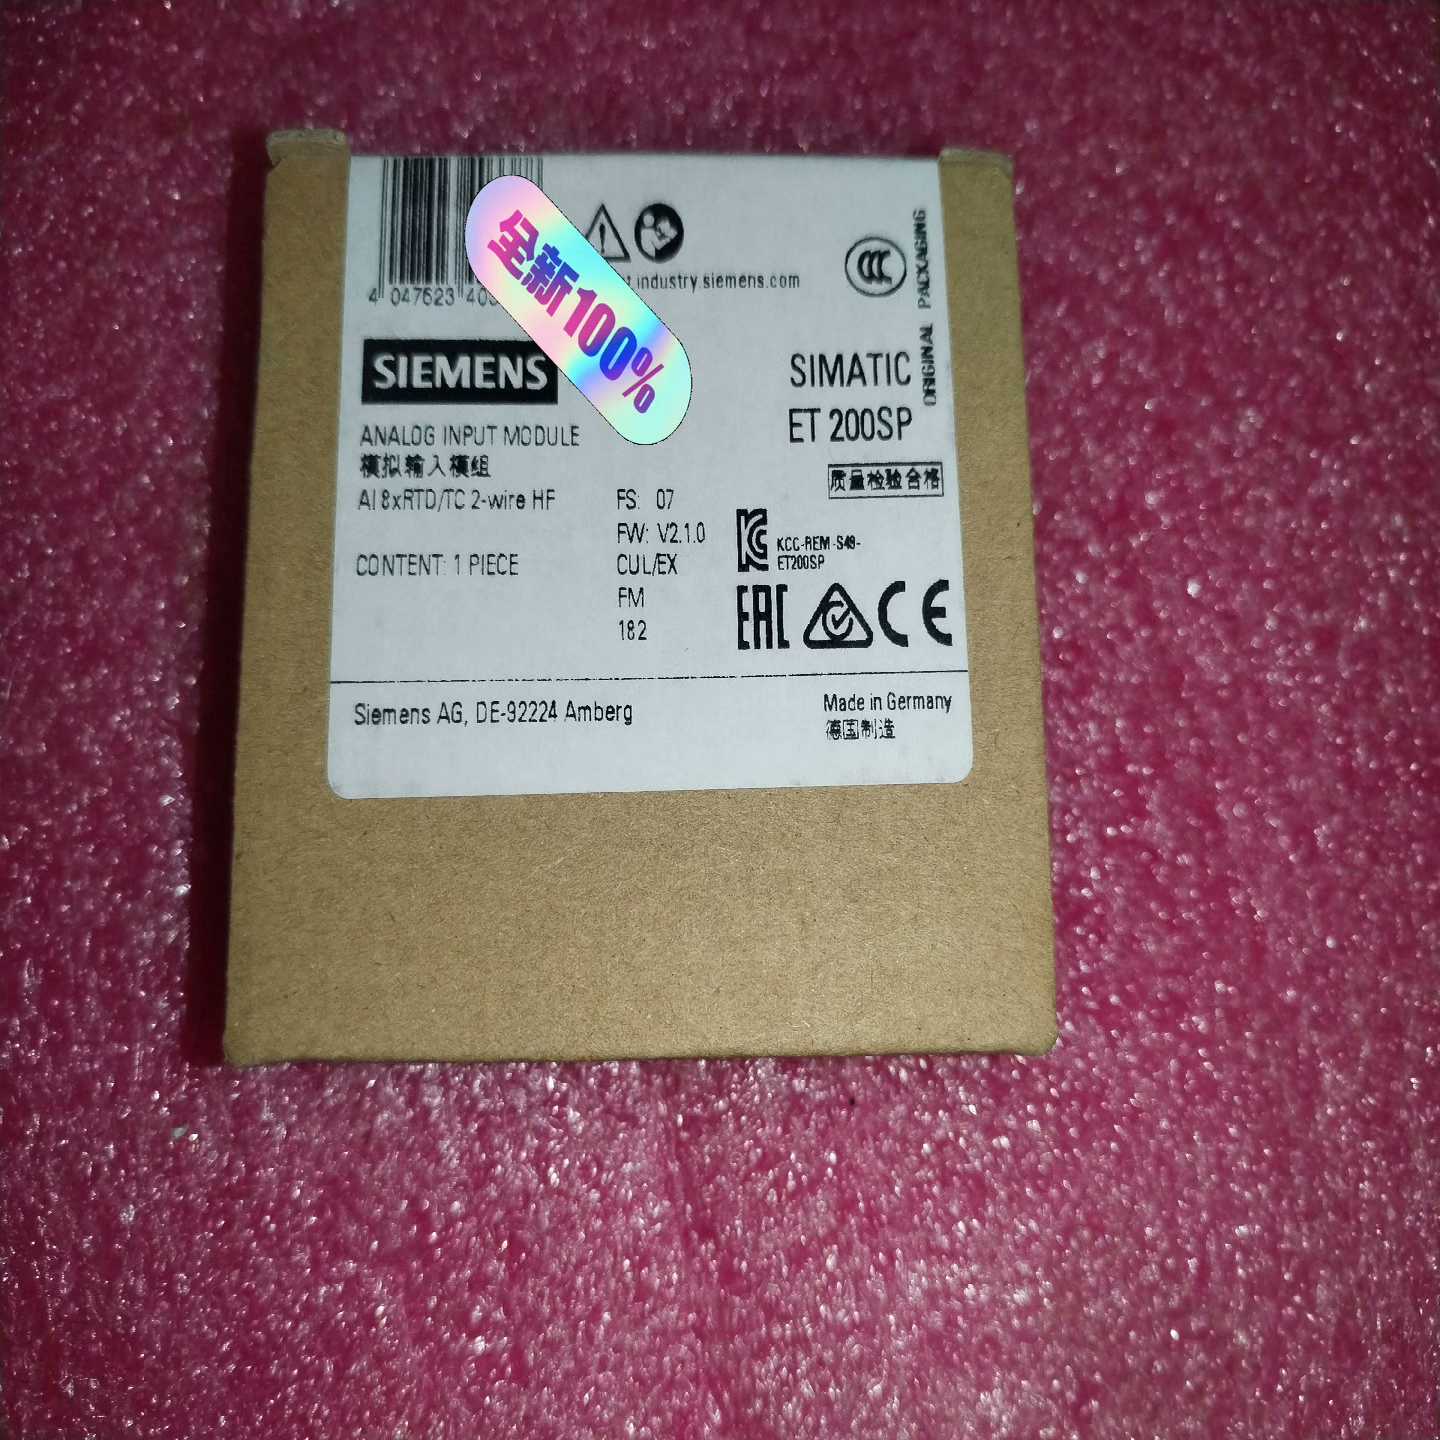 4 047623 40
全新100%
industry.siemens.com
ORIGINAL PACKAGING
SIEMENS
SIMATIC
ET 200SP
ANALOG INPUT MODULE
模拟输入模组
质量检验合格
AI 8xRTD/TC 2-wire HF
FS: 07
FW: V2.1.0
KCC-REM-S49-
ET200SP
CONTENT: 1 PIECE
CUL/EX
FM
182
EAC
CE
Siemens AG, DE-92224 Amberg
Made in Germany
德国制造